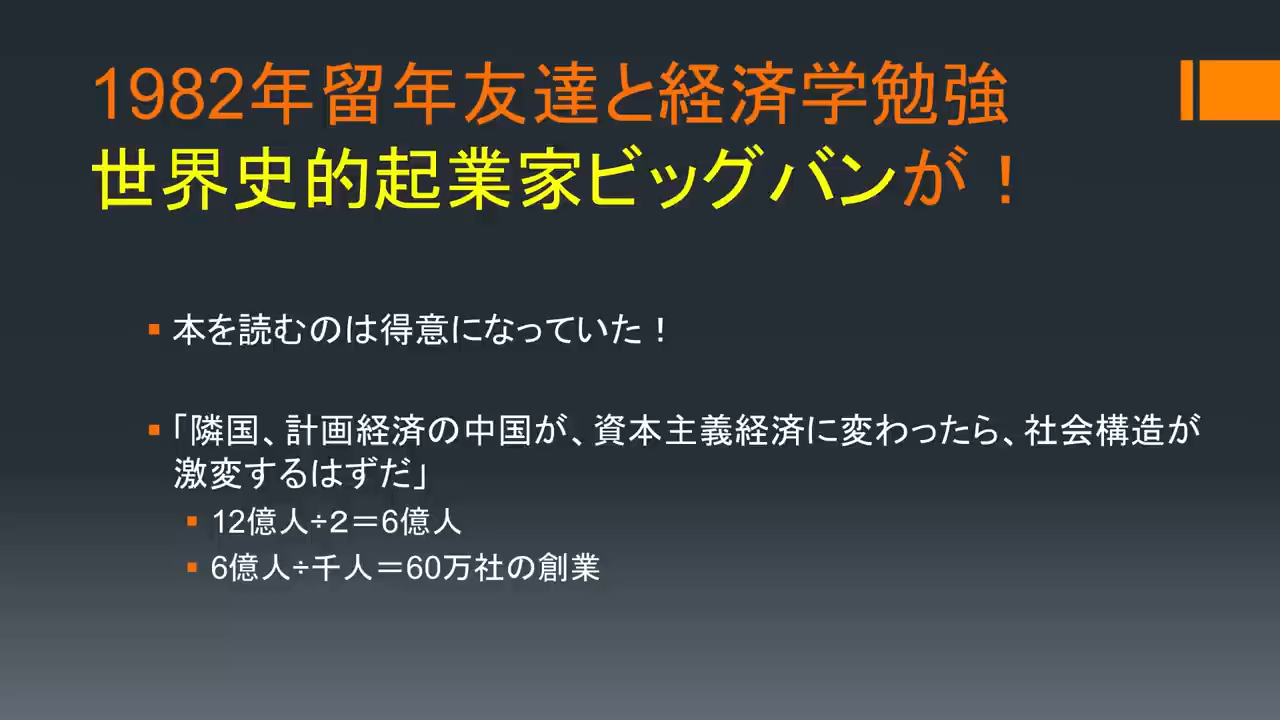 1982年留年友達と経済学勉強
世界史的起業家ビッグバンが！
本を読むのは得意になっていた！
「隣国、計画経済の中国が、資本主義経済に変わったら、社会構造が
激変するはずだ」
12億人÷２＝6億人
6億人÷千人＝60万社の創業